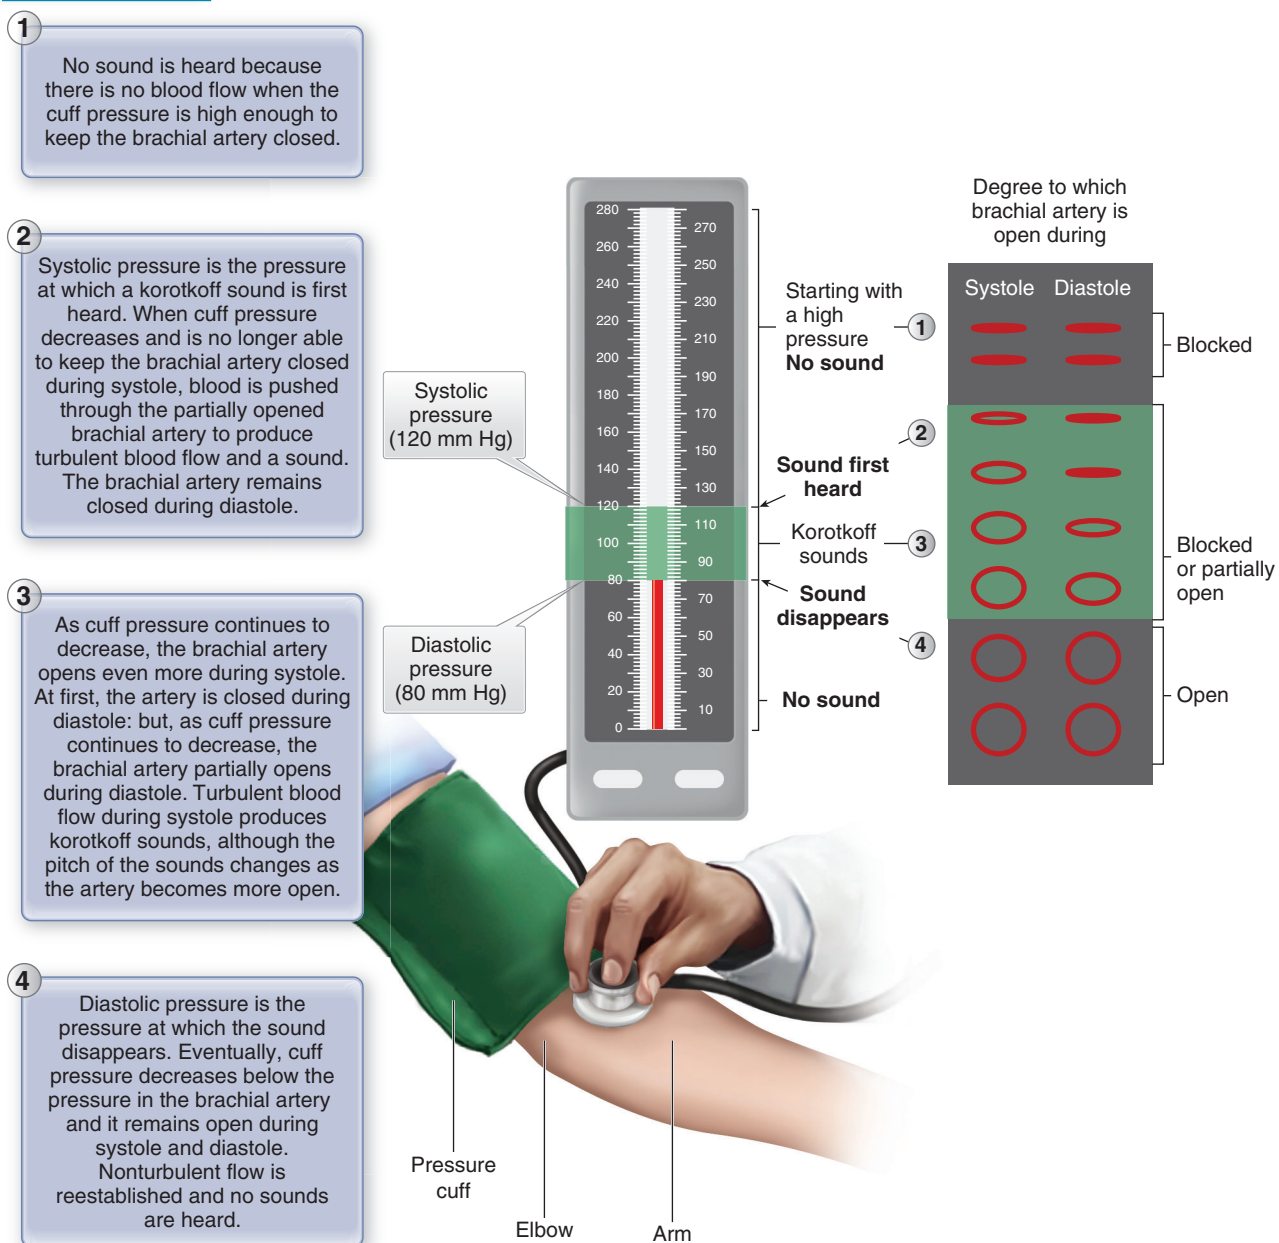 1
No sound is heard because
there is no blood flow when the
cuff pressure is high enough to
keep the brachial artery closed.
2
Systolic pressure is the pressure
at which a korotkoff sound is first
heard. When cuff pressure
decreases and is no longer able
to keep the brachial artery closed
during systole, blood is pushed
through the partially opened
brachial artery to produce
turbulent blood flow and a sound.
The brachial artery remains
closed during diastole.
3
As cuff pressure continues to
decrease, the brachial artery
opens even more during systole.
At first, the artery is closed during
diastole: but, as cuff pressure
continues to decrease, the
brachial artery partially opens
during diastole. Turbulent blood
flow during systole produces
korotkoff sounds, although the
pitch of the sounds changes as
the artery becomes more open.
4
Diastolic pressure is the
pressure at which the sound
disappears. Eventually, cuff
pressure decreases below the
pressure in the brachial artery
and it remains open during
systole and diastole.
Nonturbulent flow is
reestablished and no sounds
are heard.
Systolic
pressure
(120 mm Hg)
Diastolic
pressure
(80 mm Hg)
280
270
260
250
240
230
220
210
200
190
180
170
160
150
140
130
120
110
100
90
80
70
60
50
40
30
20
10
0
Starting with
a high
pressure
No sound
1
2
Sound first
heard
Korotkoff
sounds
3
Sound
disappears
4
No sound
Degree to which
brachial artery is
open during
Systole Diastole
Blocked
Blocked
or partially
open
Open
Pressure
cuff
Elbow
Arm